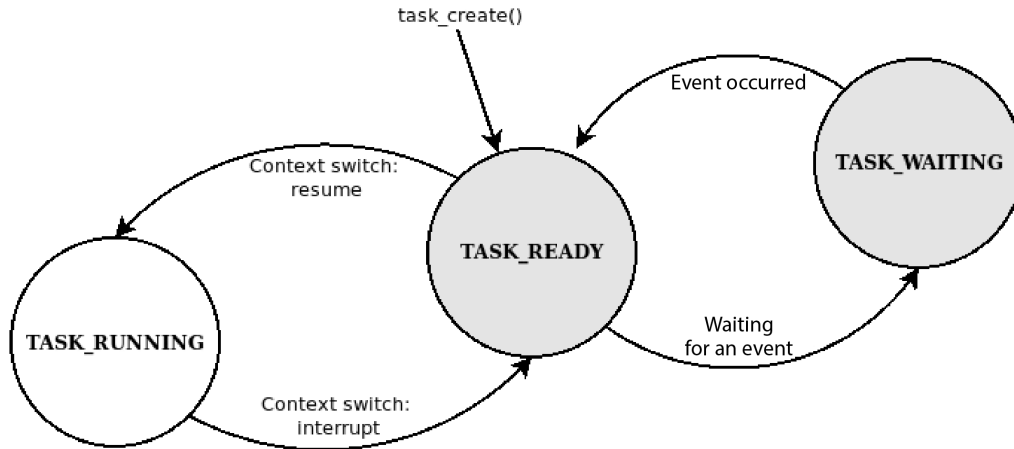 task_create()
Event occurred
Context switch:
resume
TASK_WAITING
TASK_READY
TASK_RUNNING
Waiting
for an event
Context switch:
interrupt